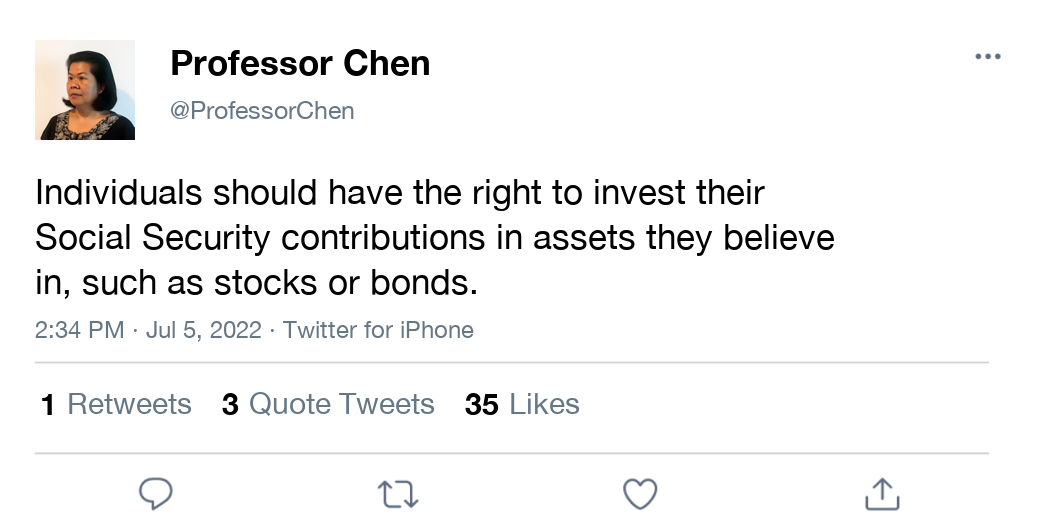 Professor Chen
@ProfessorChen
Individuals should have the right to invest their
Social Security contributions in assets they believe
in, such as stocks or bonds.
2:34 PM · Jul 5, 2022 · Twitter for iPhone
1 Retweets 3 Quote Tweets 35 Likes